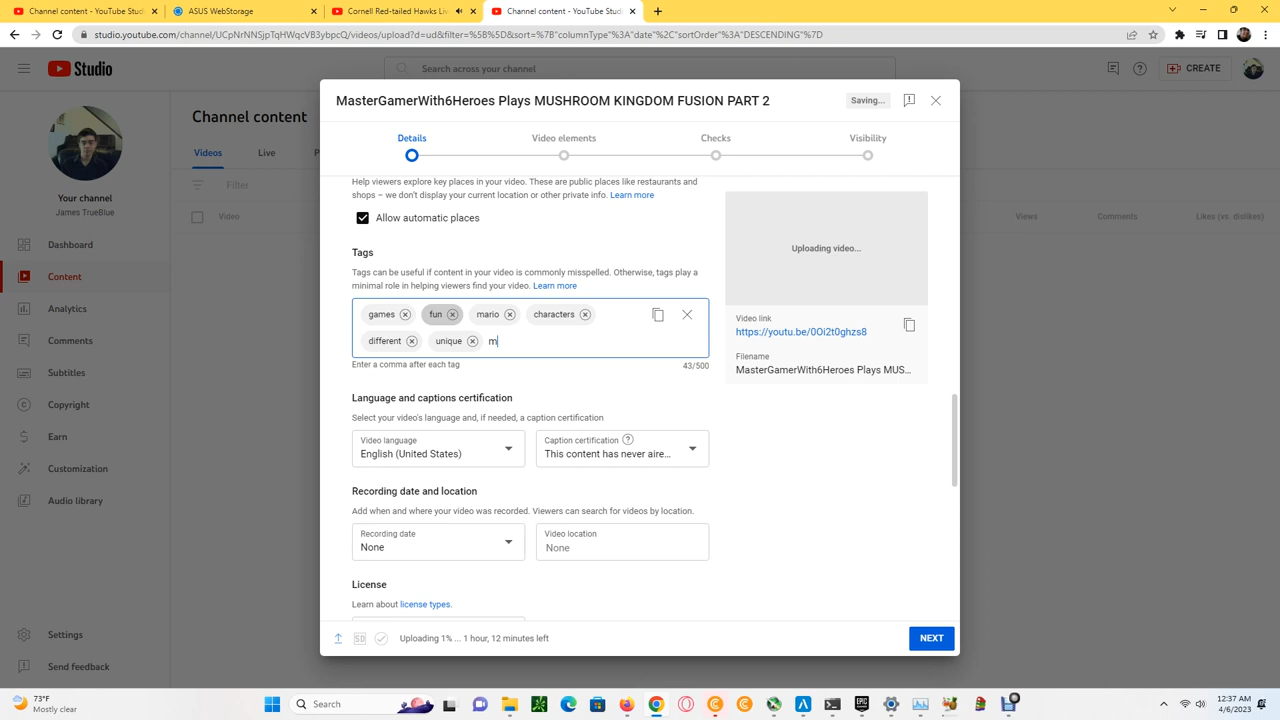 YouTube Community
Channel content - YouTube Studio
ASUS WebStorage
Record Red Hawks Live
Channel content - YouTube Studio
studio.youtube.com/channel/UCpNrNNSjpTqHWqcVB3ybpcQ/videos/upload?d=ud&filter=%5B%5D&sort=%7B"columnType"%3A"date"%2C"sortOrder"%3A"DESCENDING"%7D
Studio
Search across your channel
CREATE
MasterGamerWith6Heroes Plays MUSHROOM KINGDOM FUSION PART 2
Saving...
Details
Video elements
Checks
Visibility
Your channel
James TrueBlue
Dashboard
Content
Analytics
Comments
Subtitles
Copyright
Earn
Customization
Audio library
Settings
Send feedback
Channel content
Videos
Live
P
Filter
Video
Views
Comments
Likes (vs. dislikes)
Help viewers explore key places in your video. These are public places like restaurants and
shops – we don't display your current location or other private info. Learn more
Allow automatic places
Tags
Tags can be useful if content in your video is commonly misspelled. Otherwise, tags play a
minimal role in helping viewers find your video. Learn more
games fun mario characters
different unique m
Enter a comma after each tag
43/500
Language and captions certification
Select your video's language and, if needed, a caption certification
Video language
English (United States)
Caption certification
This content has never aire...
Recording date and location
Add when and where your video was recorded. Viewers can search for videos by location.
Recording date
None
Video location
None
License
Learn about license types.
Uploading video...
Video link
https://youtu.be/0Oi2t0ghzs8
Filename
MasterGamerWith6Heroes Plays MUS...
SD
Uploading 1% ... 1 hour, 12 minutes left
NEXT
73°F
Mostly clear
Search
EPIC
12:37 AM
4/6/2023